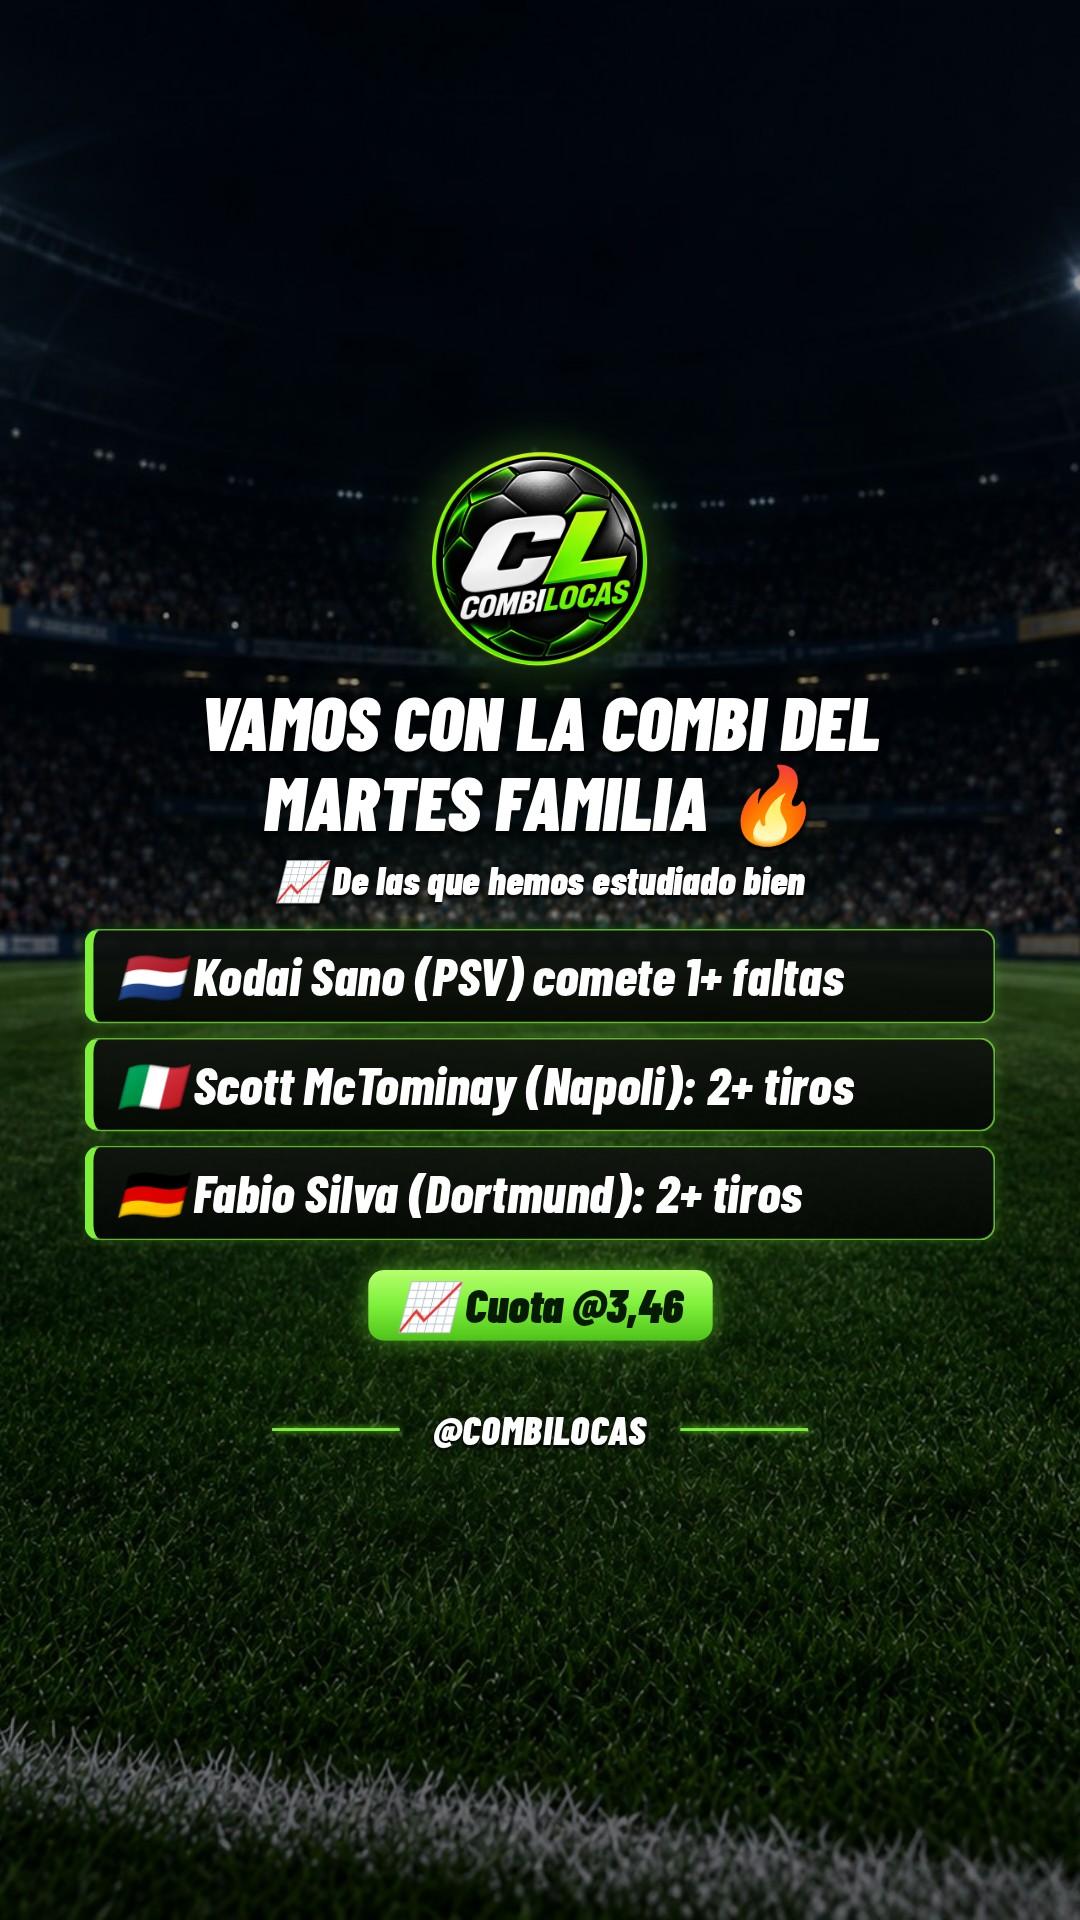 CL
COMBILOCAS
VAMOS CON LA COMBI DEL
MARTES FAMILIA 🔥
📈 De las que hemos estudiado bien
🇳🇱 Kodai Sano (PSV) comete 1+ faltas
🇮🇹 Scott McTominay (Napoli): 2+ tiros
🇩🇪 Fabio Silva (Dortmund): 2+ tiros
📈 Cuota @3,46
@COMBILOCAS